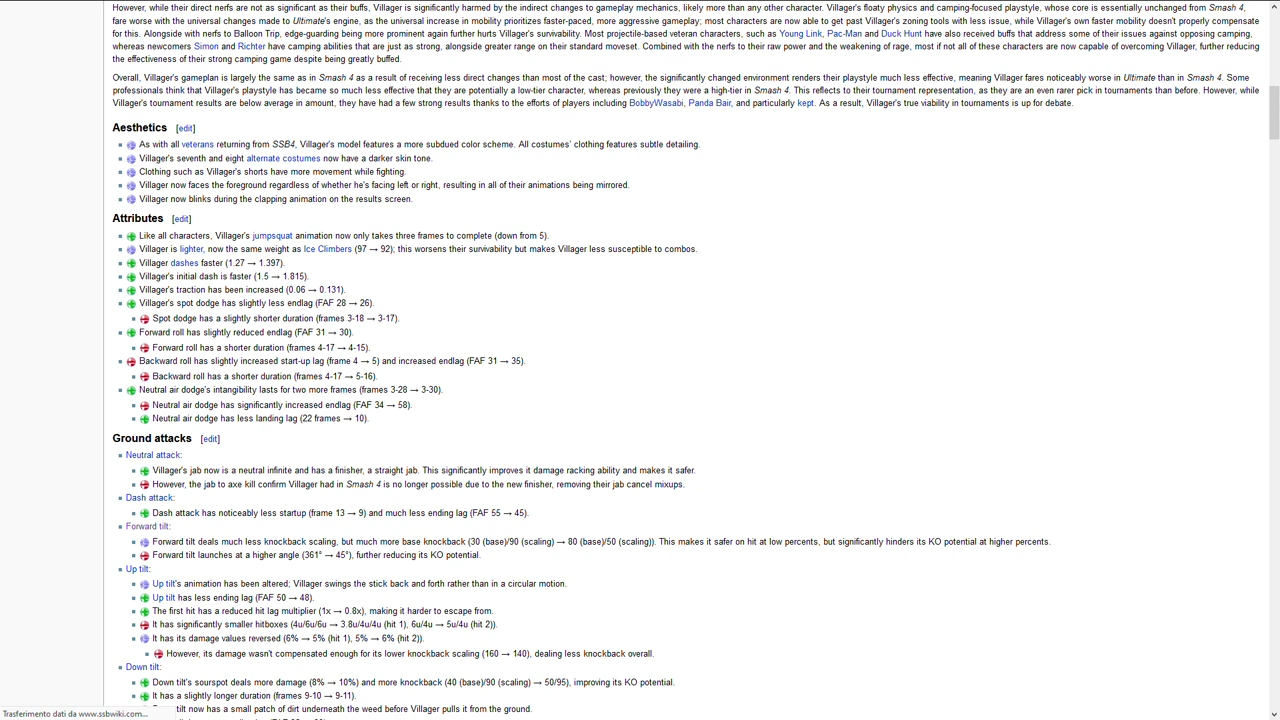 However, while their direct nerfs are not as significant as their buffs, Villager is significantly harmed by the indirect changes to gameplay mechanics, likely more than any other character. Villager's floaty physics and camping-focused playstyle, whose core is essentially unchanged from Smash 4,
fare worse with the universal changes made to Ultimate's engine, as the universal increase in mobility prioritizes faster-paced, more aggressive gameplay; most characters are now able to get past Villager's zoning tools with less issue, while Villager's own faster mobility doesn't properly compensate
for this. Alongside with nerfs to Balloon Trip, edge-guarding being more prominent again further hurts Villager's survivability. Most projectile-based veteran characters, such as Young Link, Pac-Man and Duck Hunt have also received buffs that address some of their issues against opposing camping,
whereas newcomers Simon and Richter have camping abilities that are just as strong, alongside greater range on their standard moveset. Combined with the nerfs to their raw power and the weakening of rage, most if not all of these characters are now capable of overcoming Villager, further reducing
the effectiveness of their strong camping game despite being greatly buffed.
Overall, Villager's gameplan is largely the same as in Smash 4 as a result of receiving less direct changes than most of the cast; however, the significantly changed environment renders their playstyle much less effective, meaning Villager fares noticeably worse in Ultimate than in Smash 4. Some
professionals think that Villager's playstyle has became so much less effective that they are potentially a low-tier character, whereas previously they were a high-tier in Smash 4. This reflects to their tournament representation, as they are an even rarer pick in tournaments than before. However, while
Villager's tournament results are below average in amount, they have had a few strong results thanks to the efforts of players including BobbyWasabi, Panda Bair, and particularly kept. As a result, Villager's true viability in tournaments is up for debate.
Aesthetics [edit]
As with all veterans returning from SSB4, Villager's model features a more subdued color scheme. All costumes' clothing features subtle detailing.
Villager's seventh and eight alternate costumes now have a darker skin tone.
Clothing such as Villager's shorts have more movement while fighting.
Villager now faces the foreground regardless of whether he's facing left or right, resulting in all of their animations being mirrored.
Villager now blinks during the clapping animation on the results screen.
Attributes [edit]
Like all characters, Villager's jumpsquat animation now only takes three frames to complete (down from 5).
Villager is lighter, now the same weight as Ice Climbers (97 → 92); this worsens their survivability but makes Villager less susceptible to combos.
Villager dashes faster (1.27 → 1.397).
Villager's initial dash is faster (1.5 → 1.815).
Villager's traction has been increased (0.06 → 0.131).
Villager's spot dodge has slightly less endlag (FAF 28 → 26).
Spot dodge has a slightly shorter duration (frames 3-18 → 3-17).
Forward roll has slightly reduced endlag (FAF 31 → 30).
Forward roll has a shorter duration (frames 4-17 → 4-15).
Backward roll has slightly increased start-up lag (frame 4 → 5) and increased endlag (FAF 31 → 35).
Backward roll has a shorter duration (frames 4-17 → 5-16).
Neutral air dodge's intangibility lasts for two more frames (frames 3-28 → 3-30).
Neutral air dodge has significantly increased endlag (FAF 34 → 58).
Neutral air dodge has less landing lag (22 frames → 10).
Ground attacks [edit]
Neutral attack:
Villager's jab now is a neutral infinite and has a finisher, a straight jab. This significantly improves it damage racking ability and makes it safer.
However, the jab to axe kill confirm Villager had in Smash 4 is no longer possible due to the new finisher, removing their jab cancel mixups.
Dash attack:
Dash attack has noticeably less startup (frame 13 → 9) and much less ending lag (FAF 55 → 45).
Forward tilt:
Forward tilt deals much less knockback scaling, but much more base knockback (30 (base)/90 (scaling) → 80 (base)/50 (scaling)). This makes it safer on hit at low percents, but significantly hinders its KO potential at higher percents.
Forward tilt launches at a higher angle (361° → 45°), further reducing its KO potential.
Up tilt:
Up tilt's animation has been altered; Villager swings the stick back and forth rather than in a circular motion.
Up tilt has less ending lag (FAF 50 → 48).
The first hit has a reduced hit lag multiplier (1x → 0.8x), making it harder to escape from.
It has significantly smaller hitboxes (4u/6u/6u → 3.8u/4u/4u (hit 1), 6u/4u → 5u/4u (hit 2)).
It has its damage values reversed (6% → 5% (hit 1), 5% → 6% (hit 2)).
However, its damage wasn't compensated enough for its lower knockback scaling (160 → 140), dealing less knockback overall.
Down tilt:
Down tilt's sourspot deals more damage (8% → 10%) and more knockback (40 (base)/90 (scaling) → 50/95), improving its KO potential.
It has a slightly longer duration (frames 9-10 → 9-11).
tilt now has a small patch of dirt underneath the weed before Villager pulls it from the ground.
Trasferimento dati da www.ssbwiki.com...